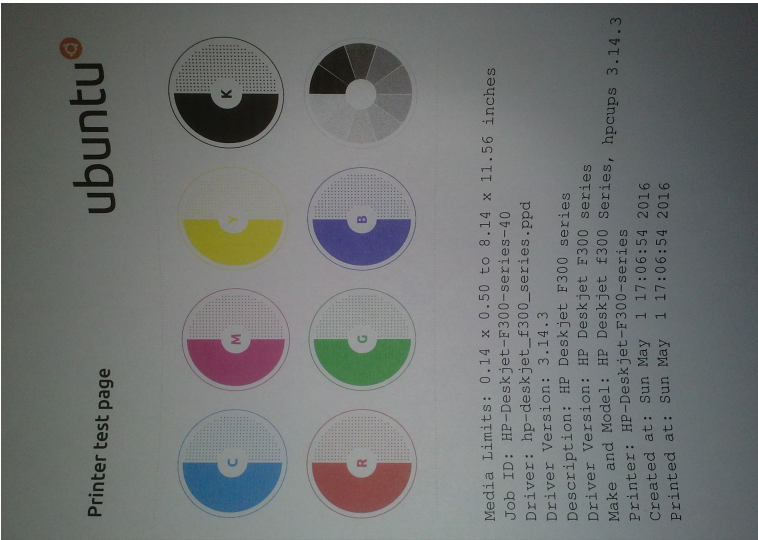 Printer test page
ubuntu
C M Y K
R G B
Media Limits: 0.14 x 0.50 to 8.14 x 11.56 inches
Job ID: HP-Deskjet-F300-series-40
Driver: hp-deskjet_f300_series.ppd
Driver Version: 3.14.3
Description: HP Deskjet F300 series
Driver Version: HP Deskjet F300 series
Make and Model: HP Deskjet f300 Series, hpcups 3.14.3
Printer: HP-Deskjet-F300-series
Created at: Sun May  1 17:06:54 2016
Printed at: Sun May  1 17:06:54 2016